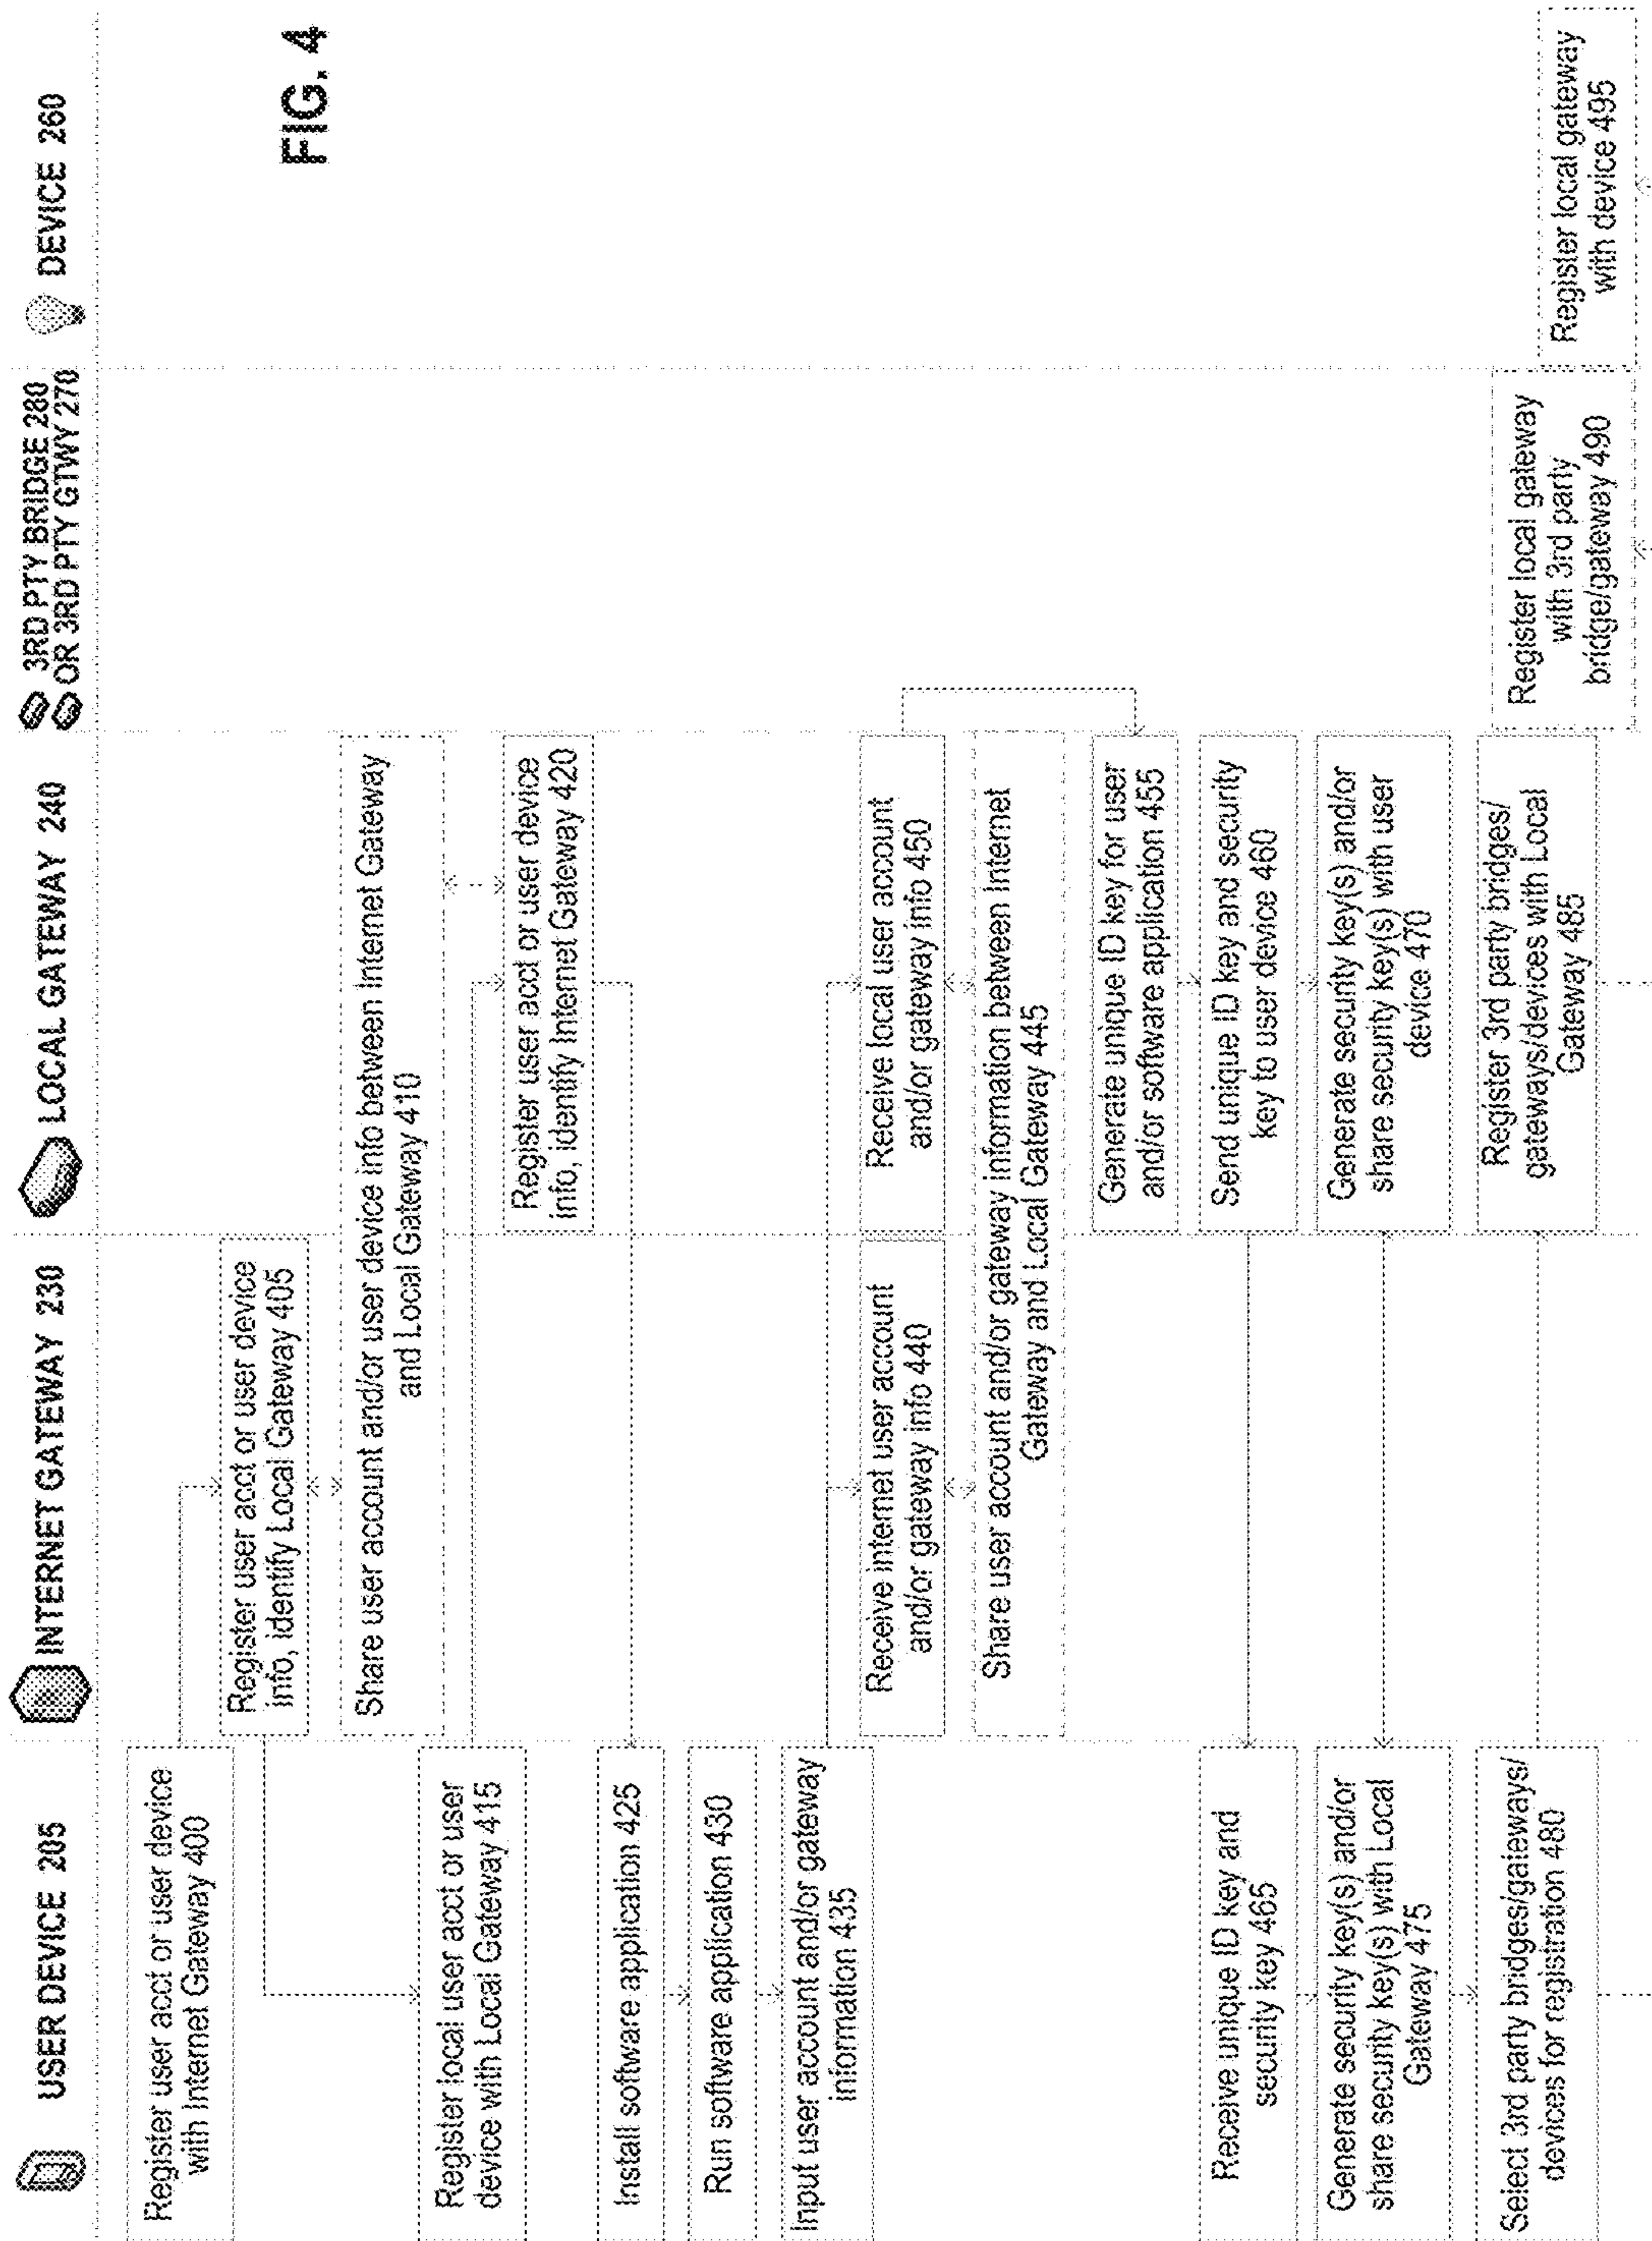 USER DEVICE 205
INTERNET GATEWAY 230
LOCAL GATEWAY 240
3RD PTY BRIDGE 280
OR 3RD PTY GTWY 270
DEVICE 260
FIG. 4
Register user acct or user device
with Internet Gateway 400
Register user acct or user device
info, identify Local Gateway 405
Share user account and/or user device info between Internet Gateway
and Local Gateway 410
Register local user acct or user
device with Local Gateway 415
Register user acct or user device
info, identify Internet Gateway 420
Install software application 425
Run software application 430
Input user account and/or gateway
information 435
Receive internet user account
and/or gateway info 440
Receive local user account
and/or gateway info 450
Share user account and/or gateway information between Internet
Gateway and Local Gateway 445
Generate unique ID key for user
and/or software application 455
Send unique ID key and security
key to user device 460
Receive unique ID key and
security key 465
Generate security key(s) and/or
share security key(s) with user
device 470
Generate security key(s) and/or
share security key(s) with Local
Gateway 475
Select 3rd party bridges/gateways/
devices for registration 480
Register 3rd party bridges/
gateways/devices with Local
Gateway 485
Register local gateway
with 3rd party
bridge/gateway 490
Register local gateway
with device 495